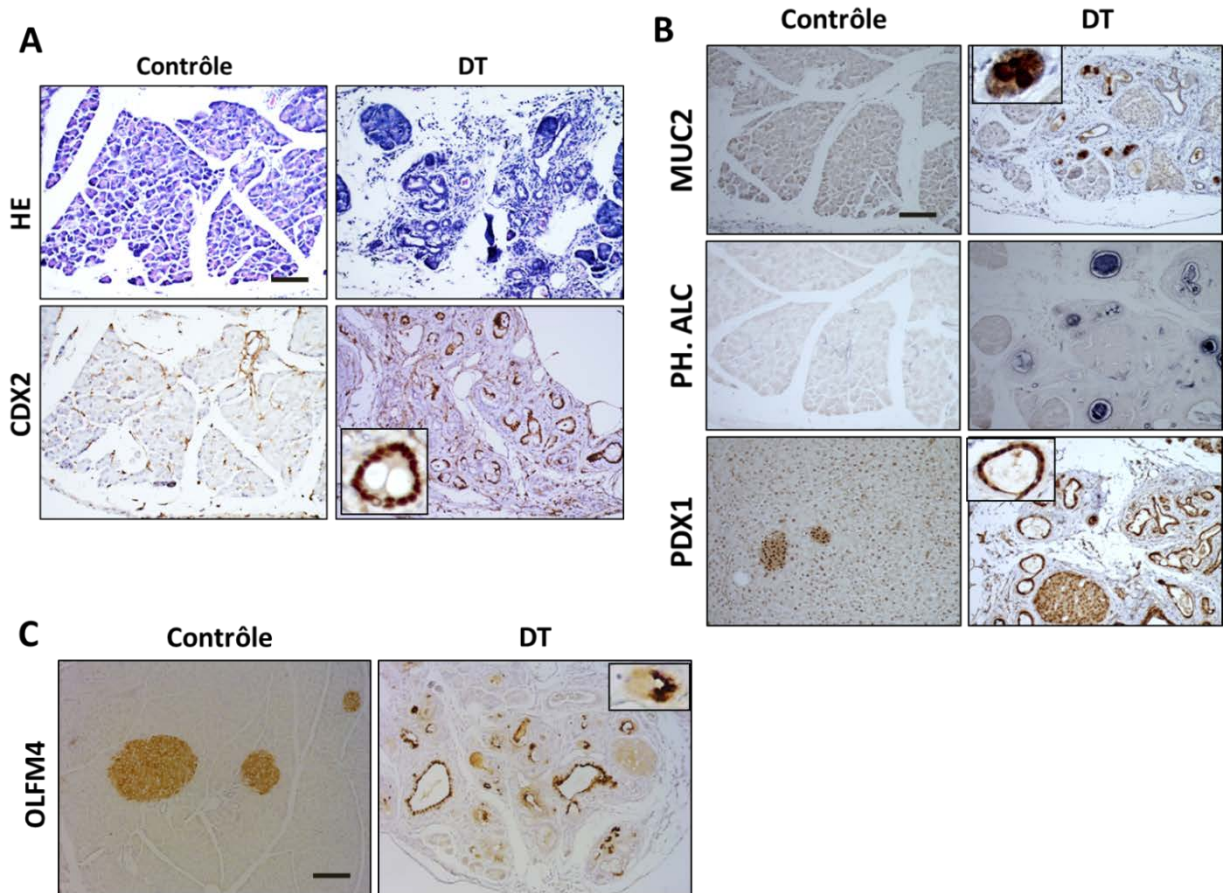 A
Contrôle DT
HE
CDX2
B
Contrôle DT
MUC2
PH. ALC
PDX1
C
Contrôle DT
OLFM4